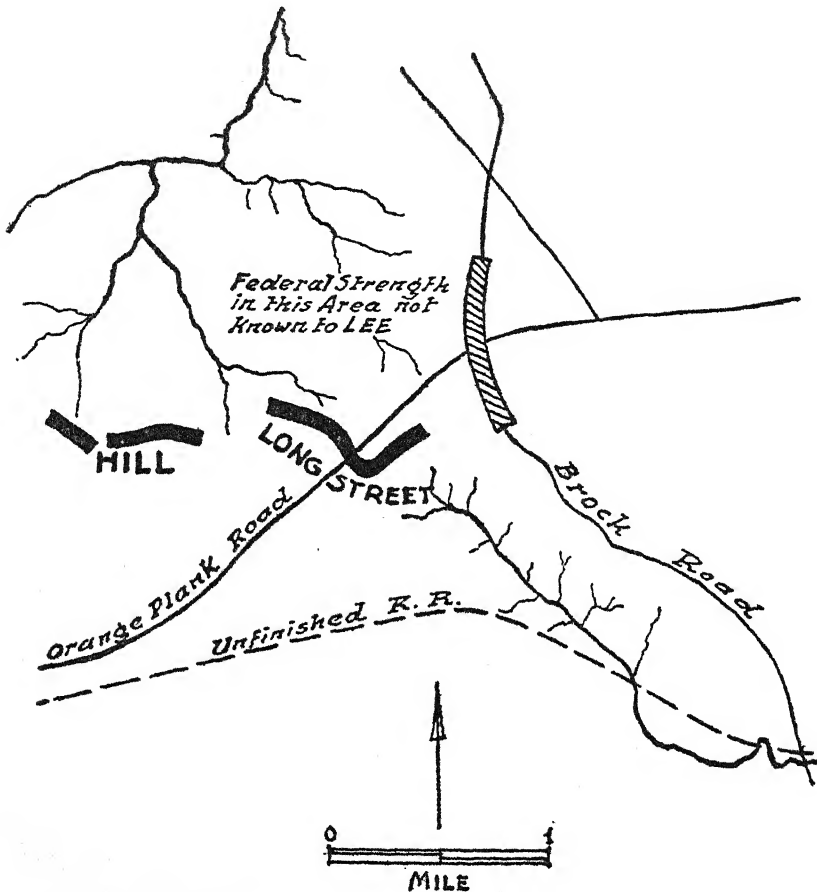 Federal Strength
in this Area not
Known to LEE
HILL
LONG STREET
Brock Road
Orange Plank Road
Unfinished R.R.
0 1
MILE